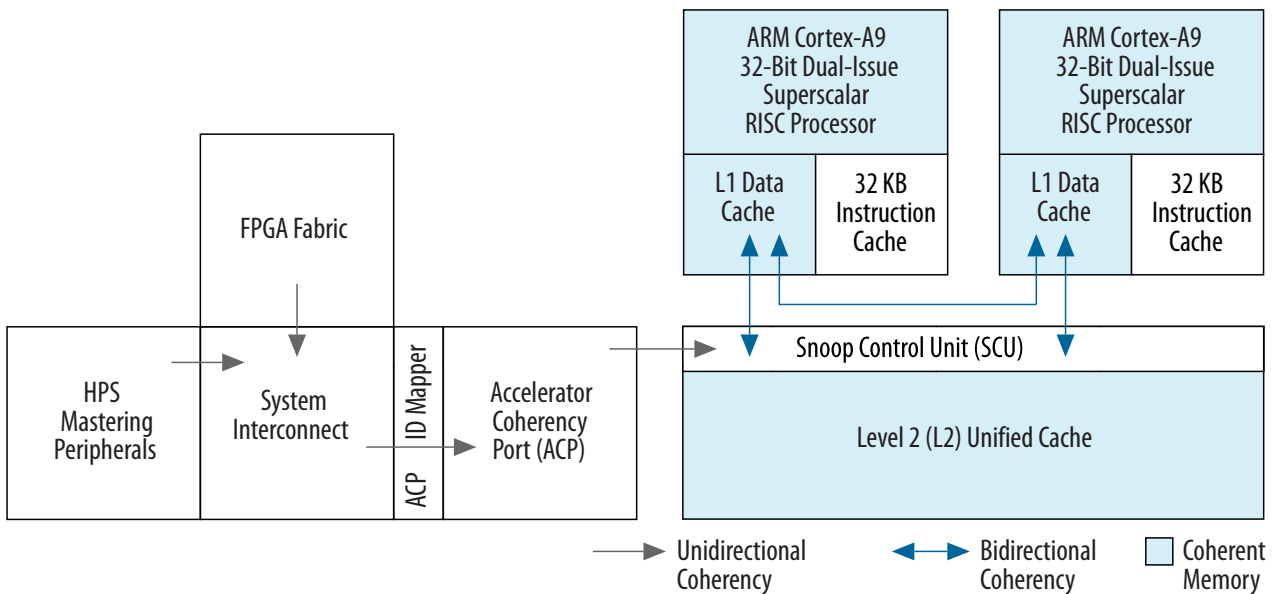 ARM Cortex-A9
32-Bit Dual-Issue
Superscalar
RISC Processor
ARM Cortex-A9
32-Bit Dual-Issue
Superscalar
RISC Processor
L1 Data
Cache
32 KB
Instruction
Cache
L1 Data
Cache
32 KB
Instruction
Cache
FPGA Fabric
HPS
Mastering
Peripherals
System
Interconnect
ACP ID Mapper
Accelerator
Coherency
Port (ACP)
Snoop Control Unit (SCU)
Level 2 (L2) Unified Cache
Unidirectional
Coherency
Bidirectional
Coherency
Coherent
Memory